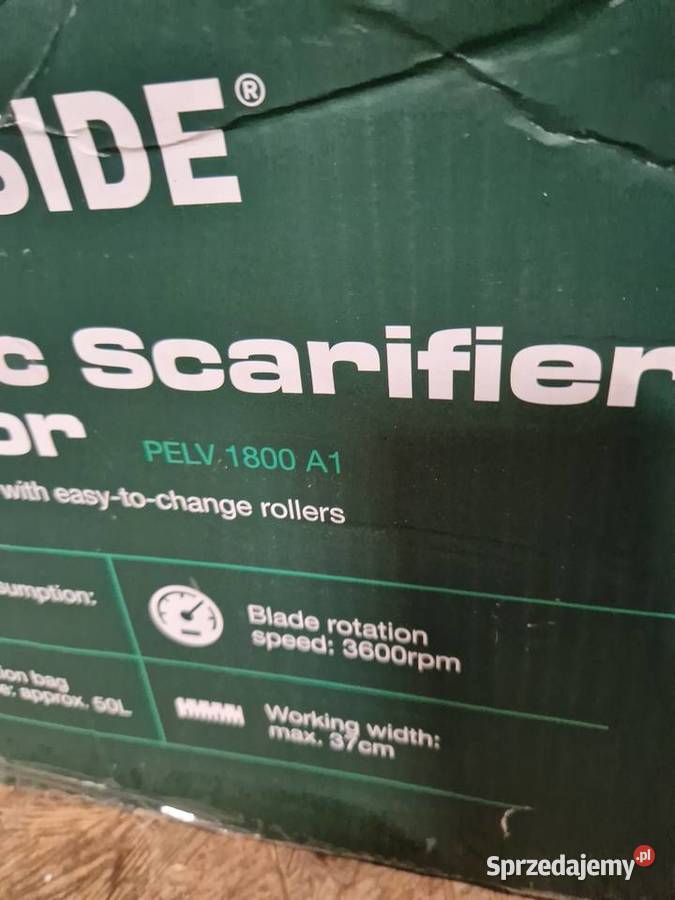 SIDE®
c Scarifier
or PELV 1800 A1
with easy-to-change rollers
sumption:
Blade rotation
speed: 3600rpm
ion bag
e: approx. 50L
Working width:
max. 37cm
Sprzedajemy.pl